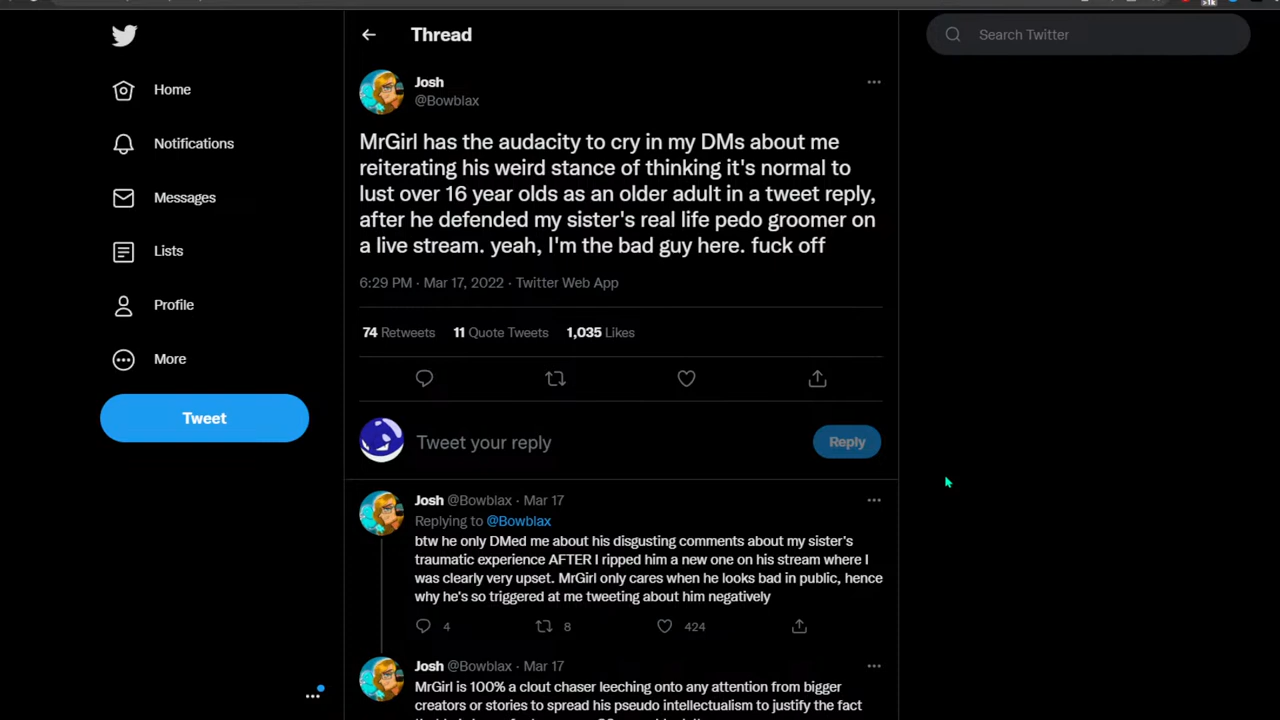 Thread
Search Twitter
Josh
@Bowblax
Home
Notifications
Messages
Lists
Profile
More
Tweet
MrGirl has the audacity to cry in my DMs about me
reiterating his weird stance of thinking it's normal to
lust over 16 year olds as an older adult in a tweet reply,
after he defended my sister's real life pedo groomer on
a live stream. yeah, I'm the bad guy here. fuck off
6:29 PM · Mar 17, 2022 · Twitter Web App
74 Retweets 11 Quote Tweets 1,035 Likes
Tweet your reply
Reply
Josh @Bowblax · Mar 17
Replying to @Bowblax
btw he only DMed me about his disgusting comments about my sister's
traumatic experience AFTER I ripped him a new one on his stream where I
was clearly very upset. MrGirl only cares when he looks bad in public, hence
why he's so triggered at me tweeting about him negatively
4 8 424
Josh @Bowblax · Mar 17
MrGirl is 100% a clout chaser leeching onto any attention from bigger
creators or stories to spread his pseudo intellectualism to justify the fact